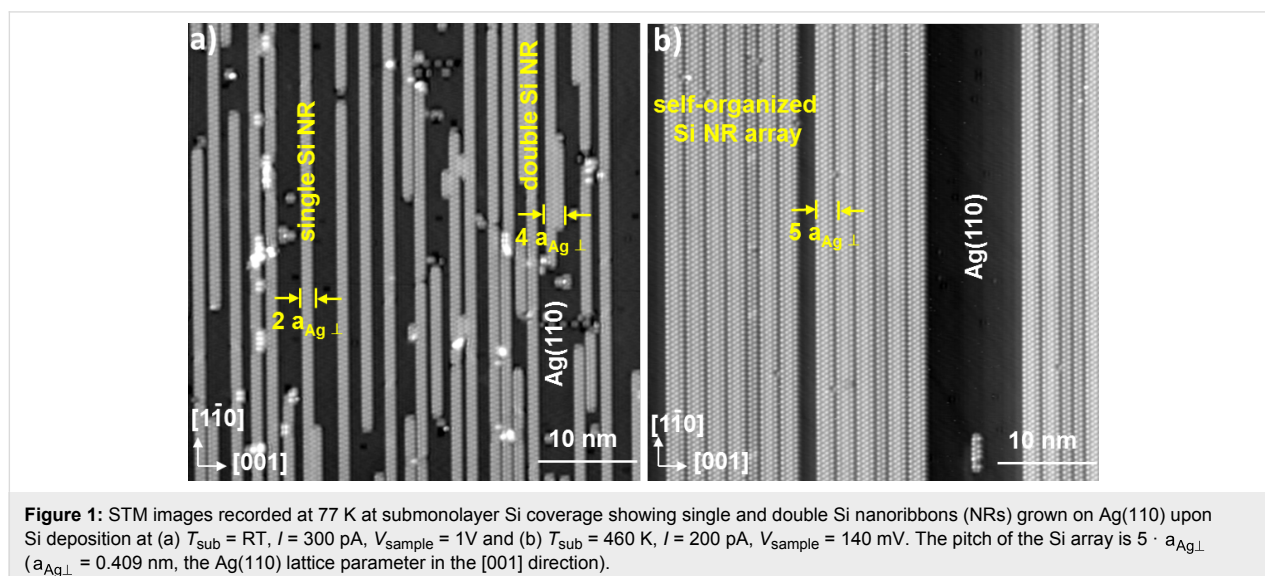 a)
single Si NR
double Si NR
2 a Ag ⊥
4 a Ag ⊥
Ag(110)
[11̄0]
[001]
10 nm
b)
self-organized
Si NR array
5 a Ag ⊥
Ag(110)
[11̄0]
[001]
10 nm
Figure 1: STM images recorded at 77 K at submonolayer Si coverage showing single and double Si nanoribbons (NRs) grown on Ag(110) upon
Si deposition at (a) Tsub = RT, I = 300 pA, Vsample = 1V and (b) Tsub = 460 K, I = 200 pA, Vsample = 140 mV. The pitch of the Si array is 5 · aAg⊥
(aAg⊥ = 0.409 nm, the Ag(110) lattice parameter in the [001] direction).